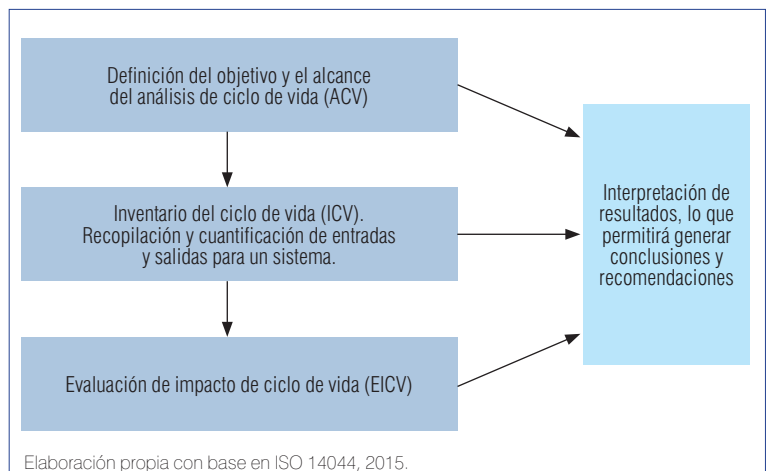 Definición del objetivo y el alcance
del análisis de ciclo de vida (ACV)
Inventario del ciclo de vida (ICV).
Recopilación y cuantificación de entradas
y salidas para un sistema.
Evaluación de impacto de ciclo de vida (EICV)
Interpretación de
resultados, lo que
permitirá generar
conclusiones y
recomendaciones
Elaboración propia con base en ISO 14044, 2015.